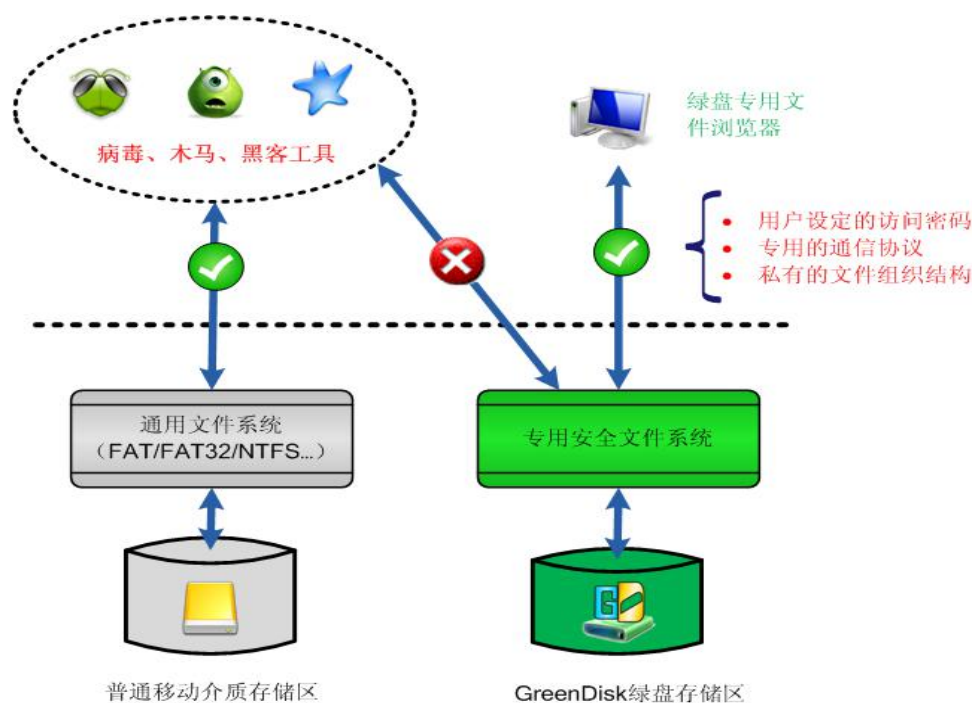 病毒、木马、黑客工具
绿盘专用文
件浏览器
• 用户设定的访问密码
• 专用的通信协议
• 私有的文件组织结构
通用文件系统
（FAT/FAT32/NTFS...）
专用安全文件系统
G
普通移动介质存储区
GreenDisk绿盘存储区